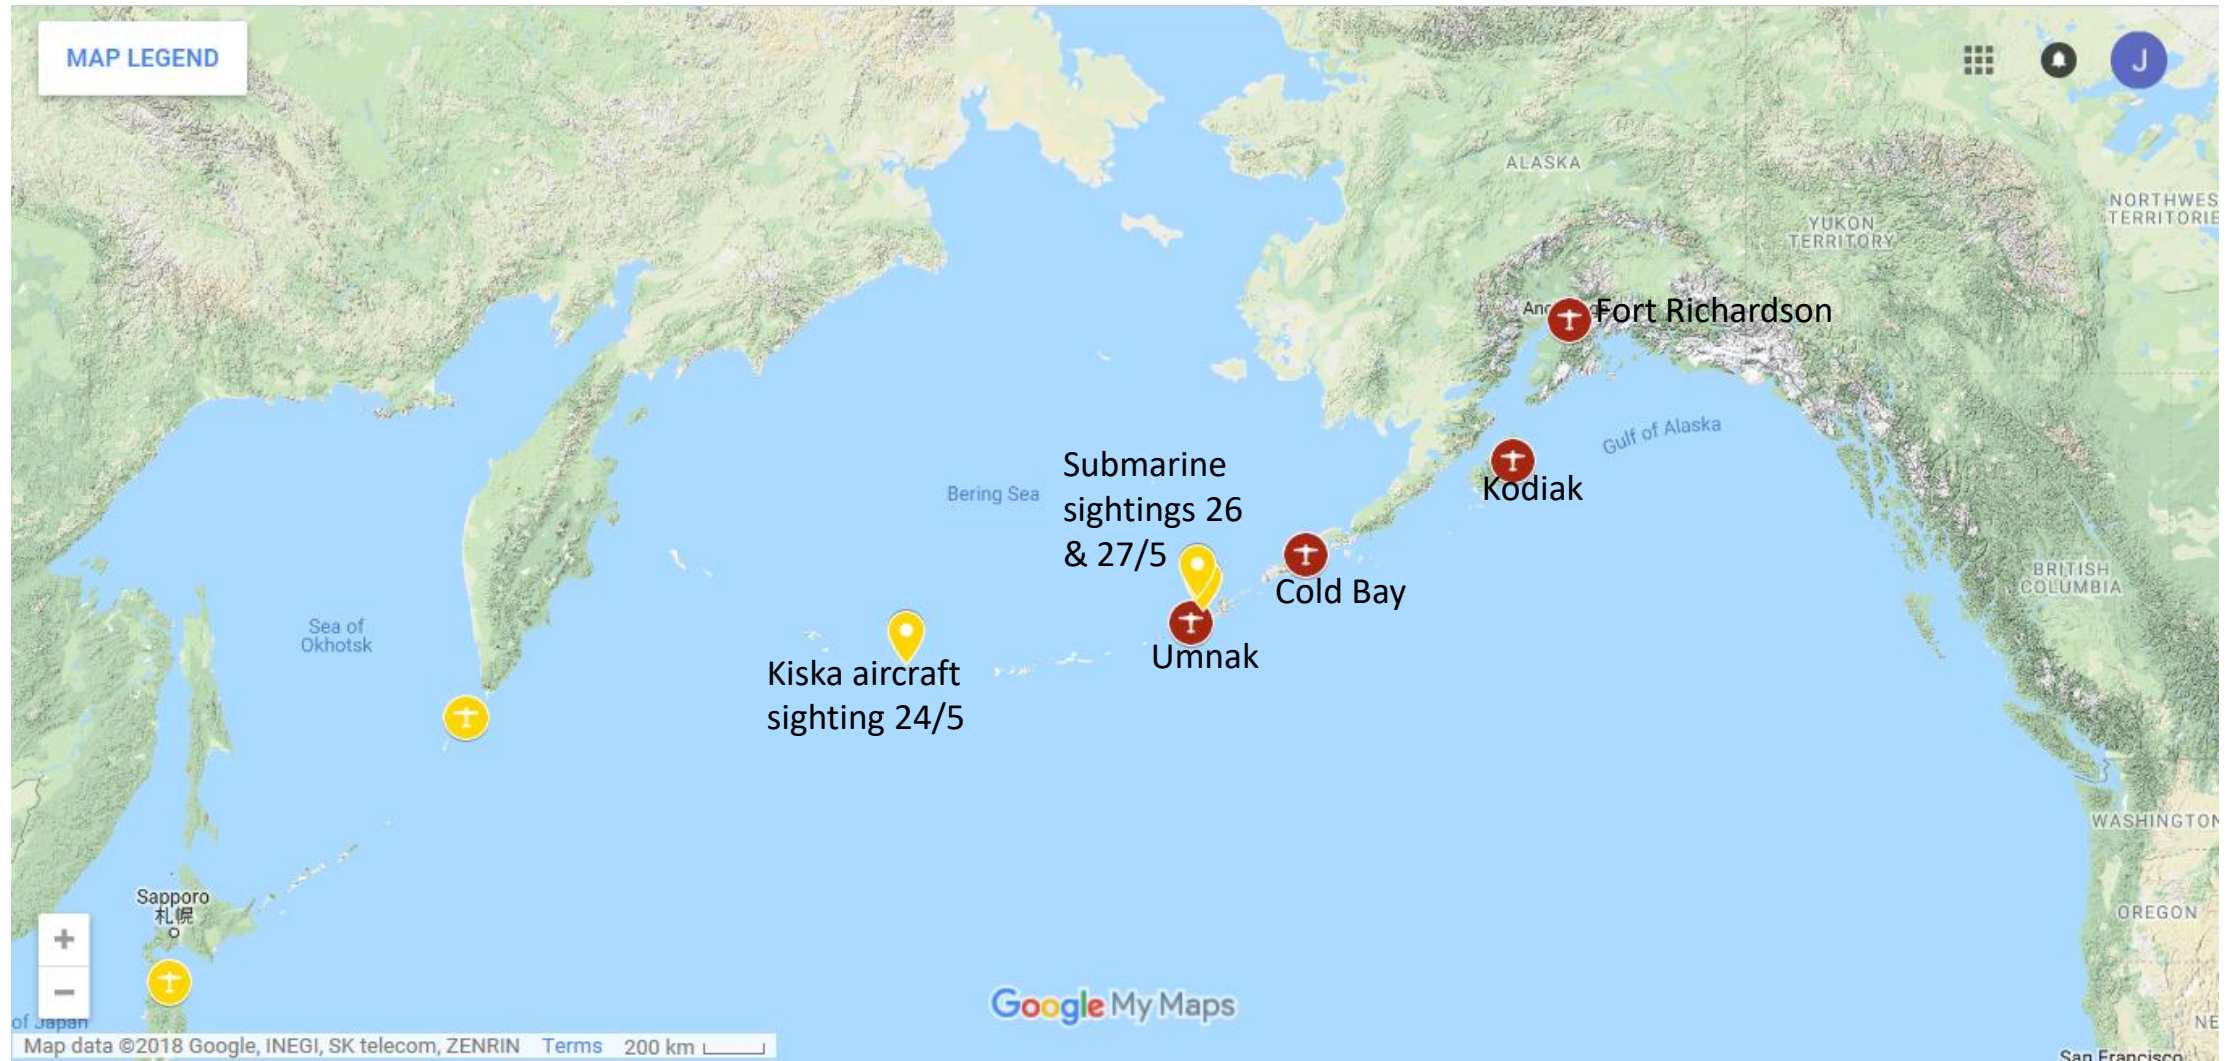 MAP LEGEND
J
ALASKA
NORTHWES
TERRITORIE
YUKON
TERRITORY
Fort Richardson
Gulf of Alaska
Kodiak
Submarine
sightings 26
& 27/5
Bering Sea
Cold Bay
BRITISH
COLUMBIA
Umnak
Sea of
Okhotsk
Kiska aircraft
sighting 24/5
WASHINGTON
Sapporo
札幌
OREGON
Google My Maps
of Japan
NE
Map data ©2018 Google, INEGI, SK telecom, ZENRIN Terms 200 km
San Francisco